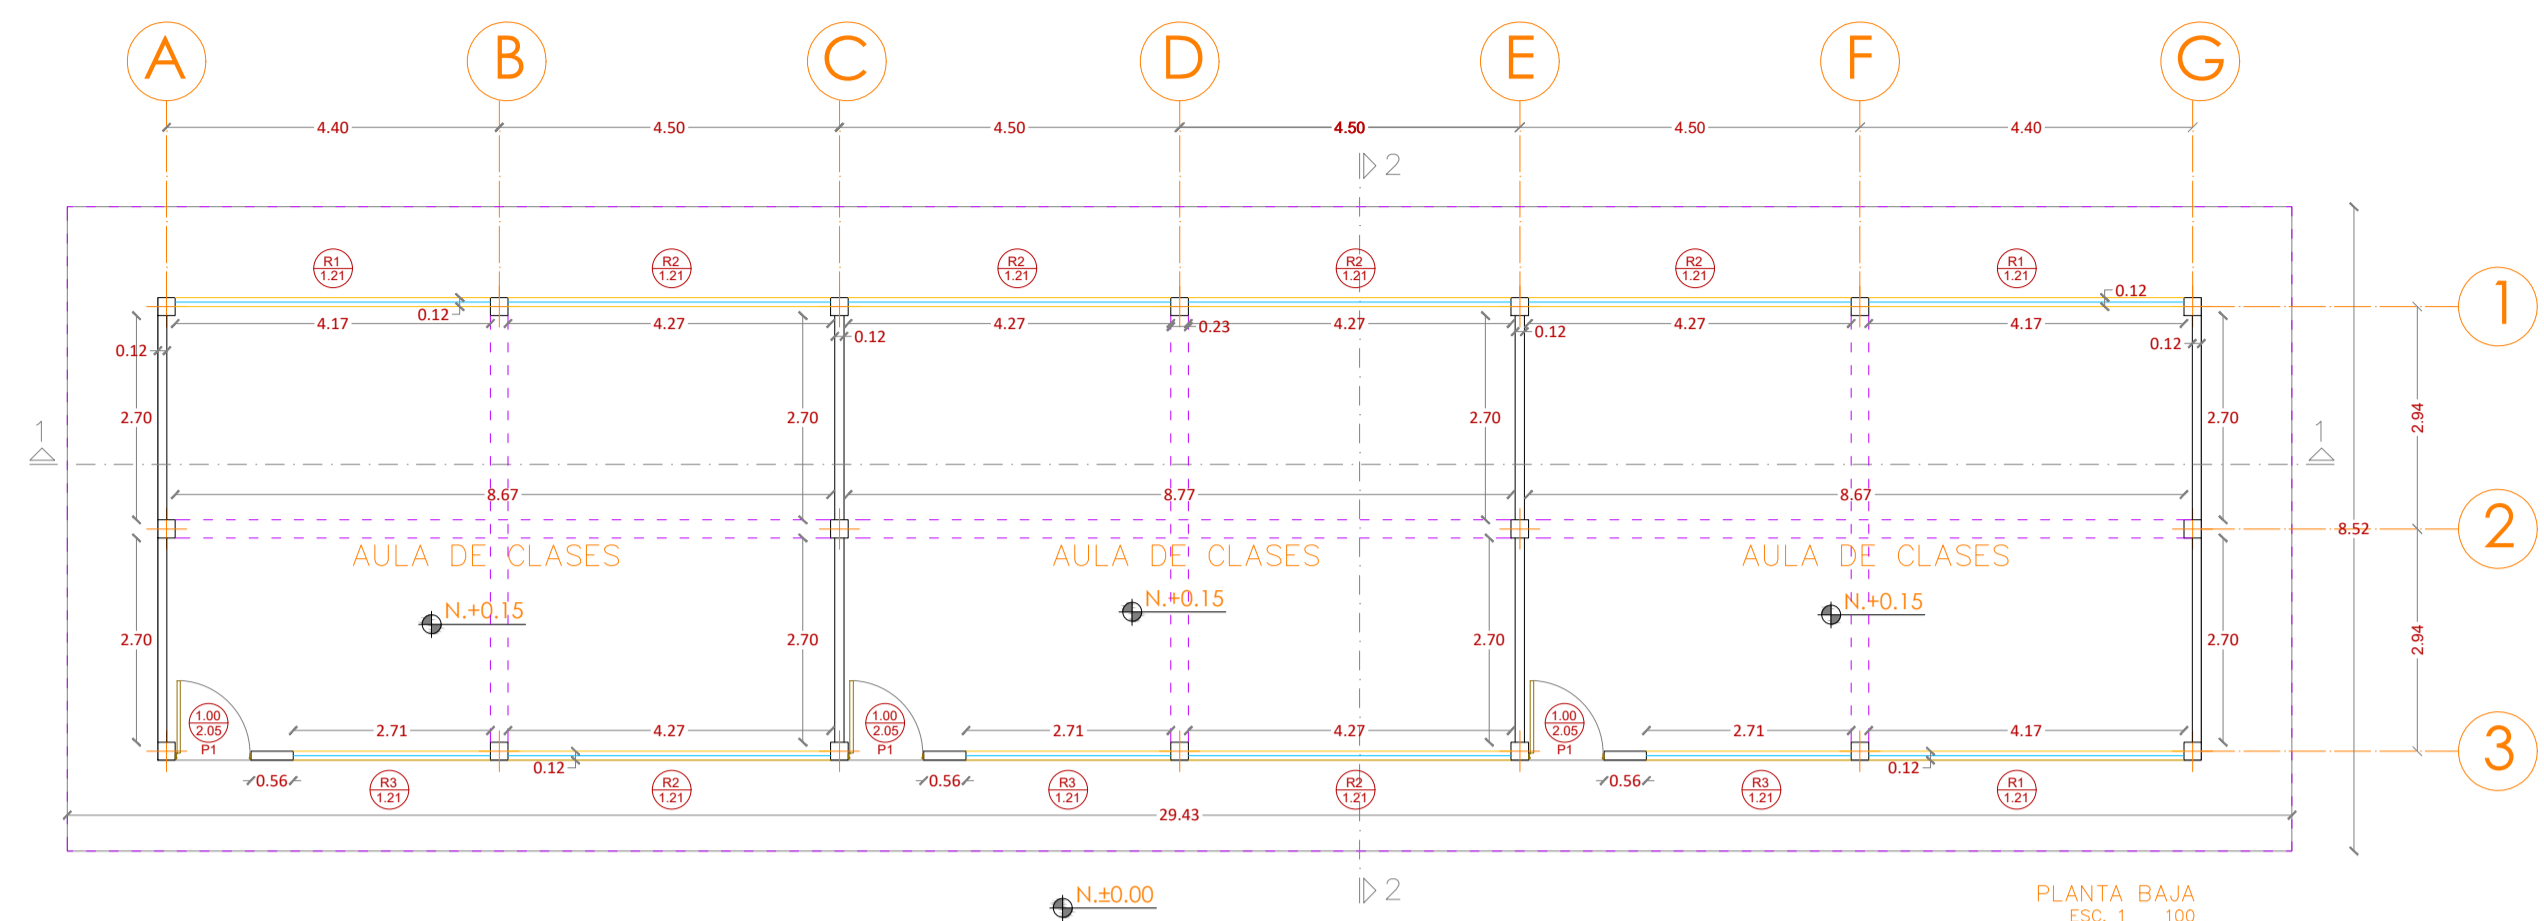 A B C D E F G
4.40 4.50 4.50 4.50 4.50 4.40
2
R1 R2 R2 R2 R2 R1
1.21 1.21 1.21 1.21 1.21 1.21
0.12
1
0.12
4.17 4.27 4.27 0.23 4.27 4.27 4.17
0.12 0.12 0.12 0.12
2.70 2.70 2.70 2.70 2.94
1 1
8.67 8.77 8.67
8.52 2
AULA DE CLASES AULA DE CLASES AULA DE CLASES
N.+0.15 N.+0.15 N.+0.15
2.70 2.70 2.70 2.70 2.94
1.00 1.00 1.00
2.05 2.71 4.27 2.05 2.71 4.27 2.05 2.71 4.17
P1 P1 P1
3
0.12 0.12
0.56 0.56 0.56
R3 R2 R3 R2 R3 R1
1.21 1.21 1.21 1.21 1.21 1.21
29.43
N.±0.00 2
PLANTA BAJA
ESC. 1 100